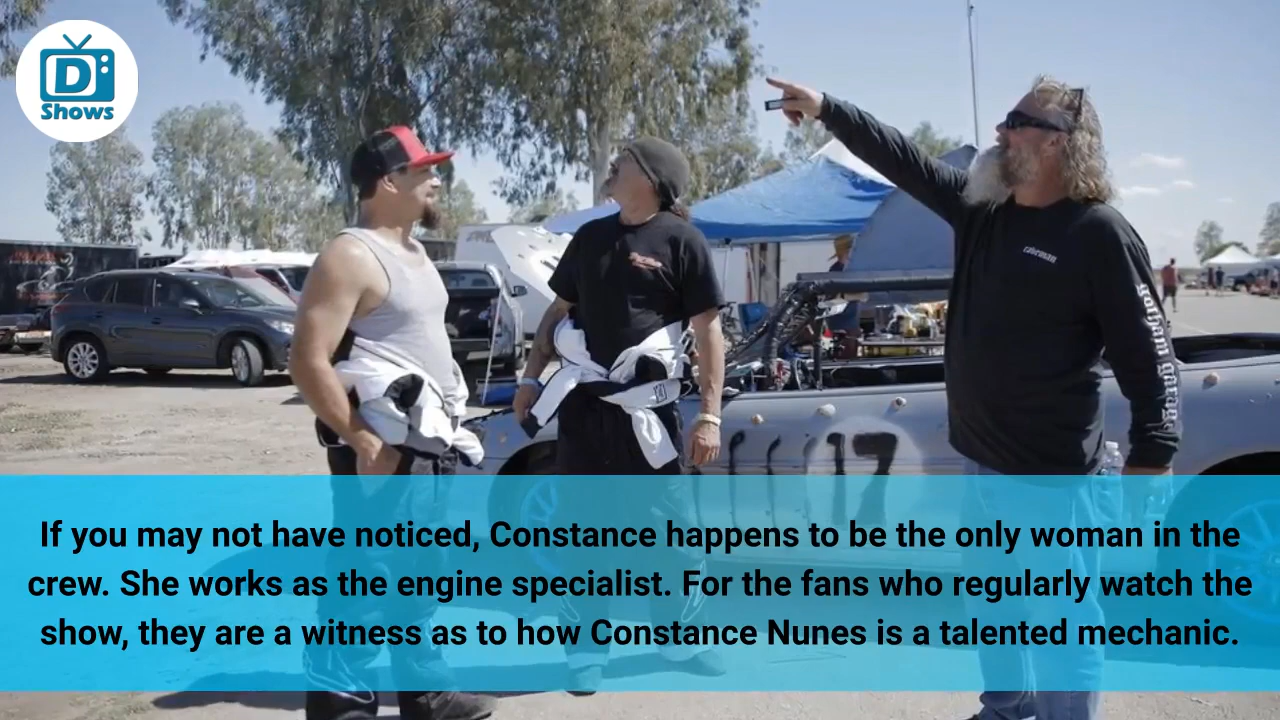 D
Shows
caveman
17
If you may not have noticed, Constance happens to be the only woman in the
crew. She works as the engine specialist. For the fans who regularly watch the
show, they are a witness as to how Constance Nunes is a talented mechanic.